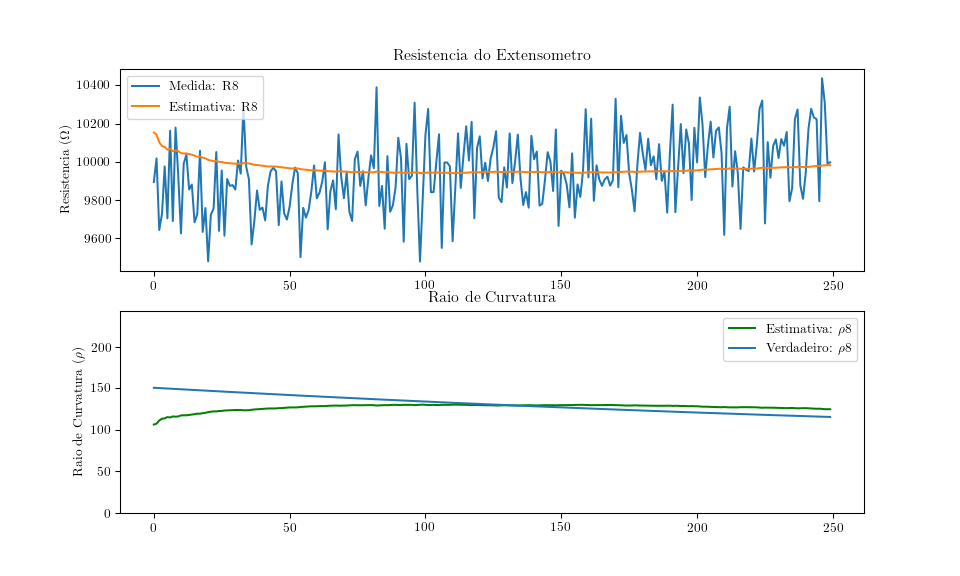 Resistencia do Extensometro
Resistencia (Ω)
10400
10200
10000
9800
9600
Medida: R8
Estimativa: R8
0 50 100 150 200 250
Raio de Curvatura
Raio de Curvatura (ρ)
200
150
100
50
0
Estimativa: ρ8
Verdadeiro: ρ8
0 50 100 150 200 250